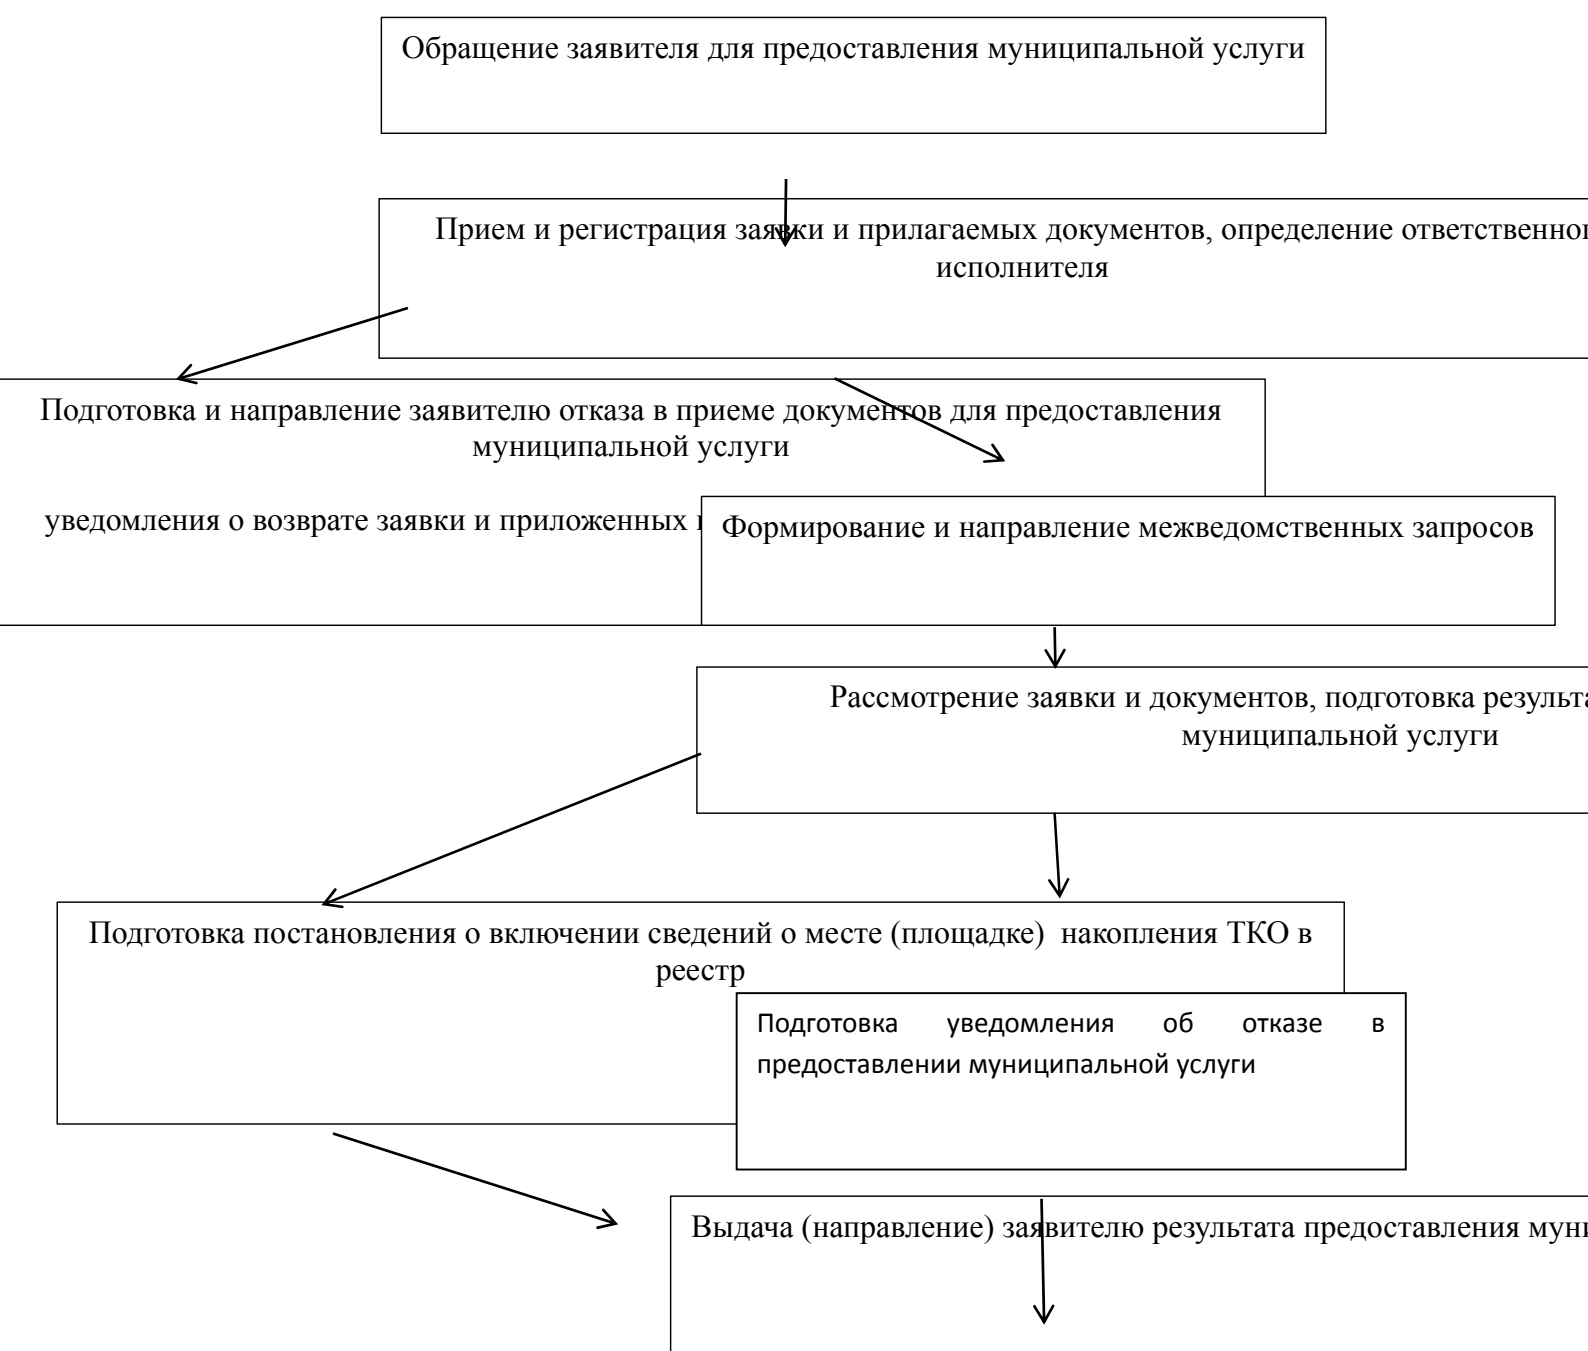 Обращение заявителя для предоставления муниципальной услуги
Прием и регистрация заявки и прилагаемых документов, определение
исполнителя
Подготовка и направление заявителю отказа в приеме документов для предоставления
муниципальной услуги
уведомления о возврате заявки и приложенных
Формирование и направление межведомственных запросов
Рассмотрение заявки и документов, подготовка
муниципальной услуги
Подготовка постановления о включении сведений о месте (площадке) накопления ТКО в
реестр
Подготовка уведомления об отказе в
предоставлении муниципальной услуги
Выдача (направление) заявителю результата предоставления